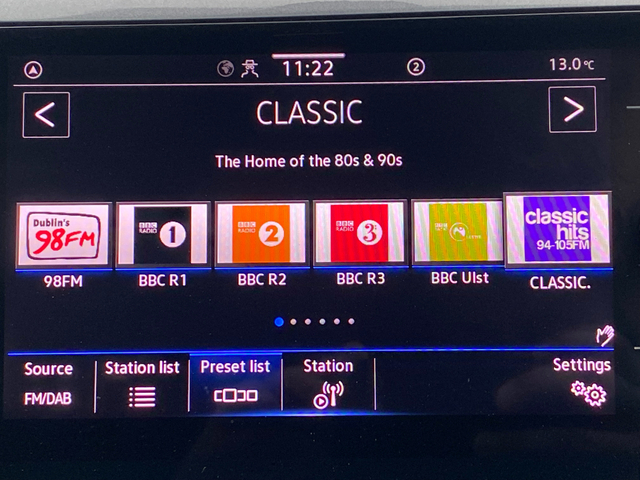 11:22
2
13.0°C
<
CLASSIC
>
The Home of the 80s & 90s
Dublin's
98FM
BBC
RADIO
1
BBC
RADIO
2
BBC
RADIO
3
classic
hits
94-105FM
98FM
BBC R1
BBC R2
BBC R3
BBC Ulst
CLASSIC.
Source
Station list
Preset list
Station
Settings
FM/DAB